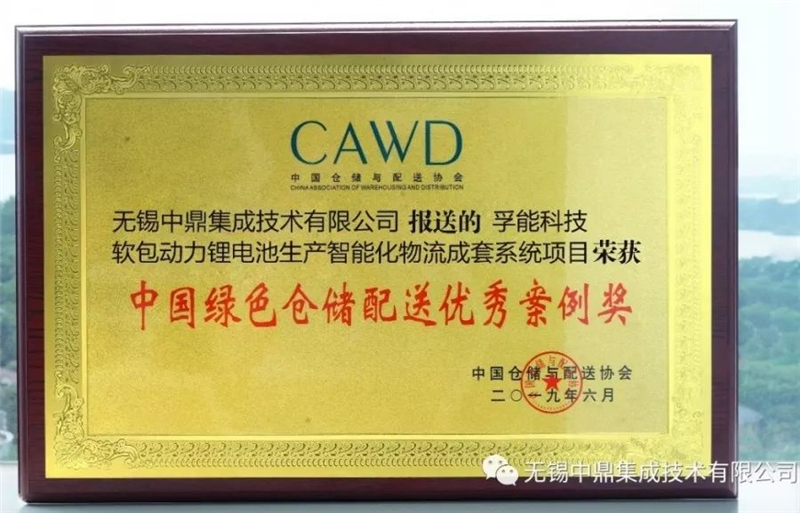 CAWD
中国仓储与配送协会
CHINA ASSOCIATION OF WAREHOUSING AND DISTRIBUTION
无锡中鼎集成技术有限公司 报送的 孚能科技
软包动力锂电池生产智能化物流成套系统项目荣获
中国绿色仓储配送优秀案例奖
中国仓储与配送协会
二〇一九年六月
无锡中鼎集成技术有限公司